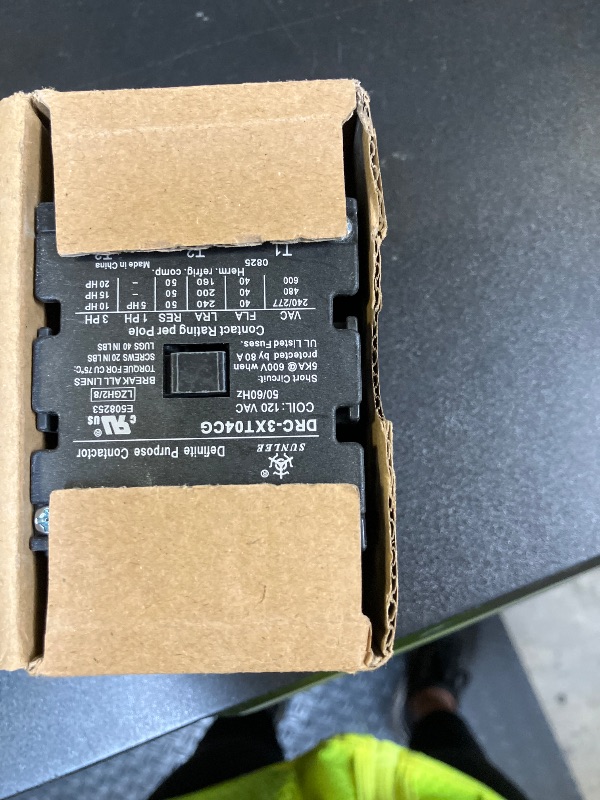 SUNLEE ®
Definite Purpose Contactor
DRC-3XT04CG
COIL: 120 VAC
50/60Hz
Short Circuit:
5KA@ 600V when
protected by 80 A
UL Listed Fuses.
C RU US
E508253
LZGH2/8
BREAK ALL LINES
TORQUE FOR CU 75°C:
SCREWS 20 IN LBS
LUGS 40 IN LBS
Contact Rating per Pole
VAC FLA LRA RES 1 PH 3 PH
240/277 40 240 50 5 HP 10 HP
480 40 200 50 – 15 HP
600 40 160 50 – 20 HP
Herm. refrig. comp.
0825 Made in China
T1 T2 T3